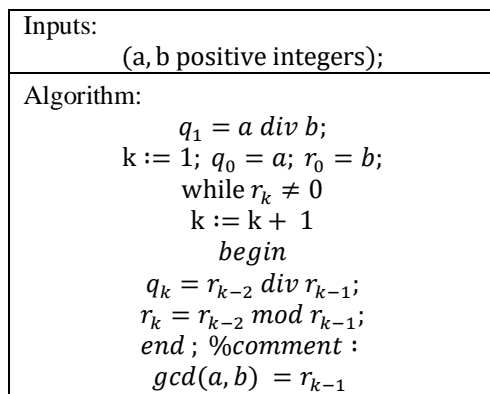 Inputs:
(a, b positive integers);
Algorithm:
q₁ = a div b;
k := 1; q₀ = a; r₀ = b;
while rₖ ≠ 0
k := k + 1
begin
qₖ = rₖ₋₂ div rₖ₋₁;
rₖ = rₖ₋₂ mod rₖ₋₁;
end ; %comment :
gcd(a, b) = rₖ₋₁